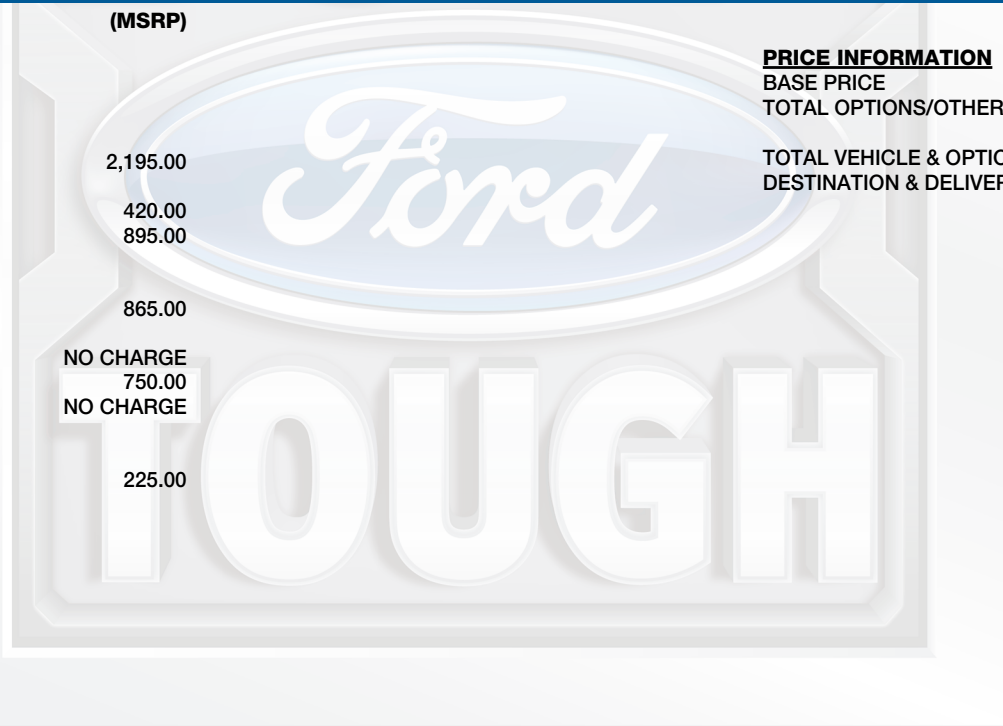 (MSRP)
PRICE INFORMATION
BASE PRICE
TOTAL OPTIONS/OTHER
2,195.00
TOTAL VEHICLE & OPTIO
DESTINATION & DELIVER
420.00
895.00
865.00
NO CHARGE
750.00
NO CHARGE
225.00
Ford
TOUGH